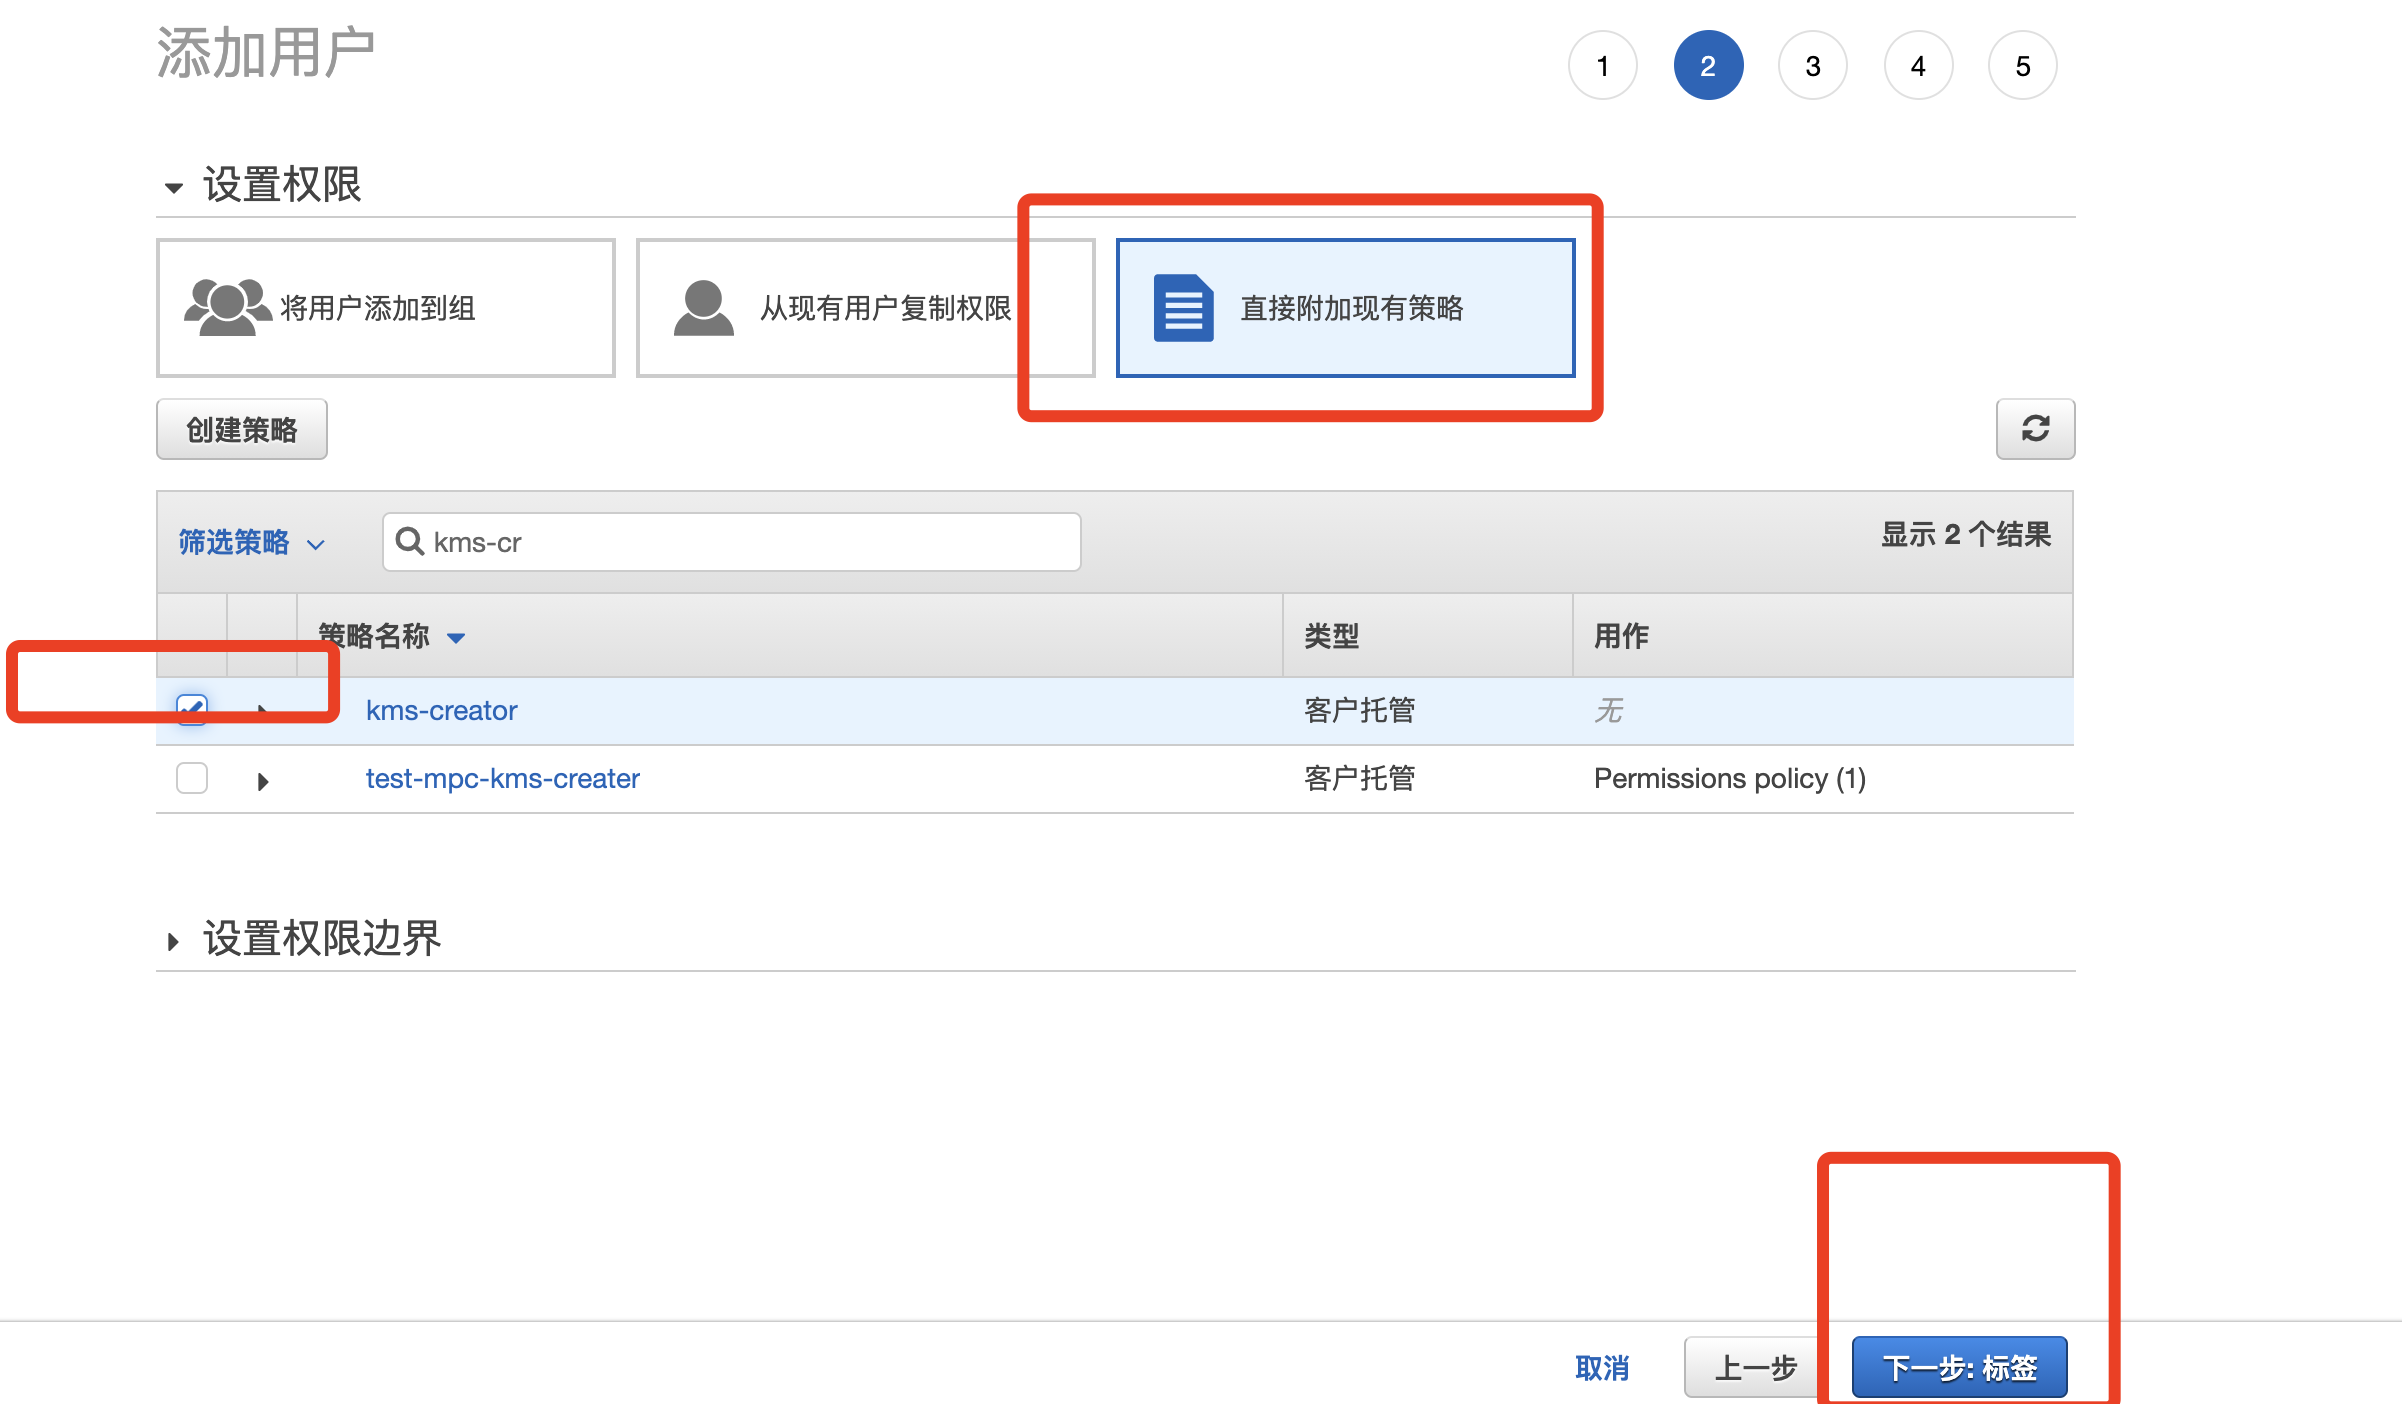 添加用户
1 2 3 4 5
设置权限
将用户添加到组
从现有用户复制权限
直接附加现有策略
创建策略
筛选策略 kms-cr 显示 2 个结果
策略名称 类型 用作
kms-creator 客户托管 无
test-mpc-kms-creater 客户托管 Permissions policy (1)
设置权限边界
取消 上一步 下一步: 标签